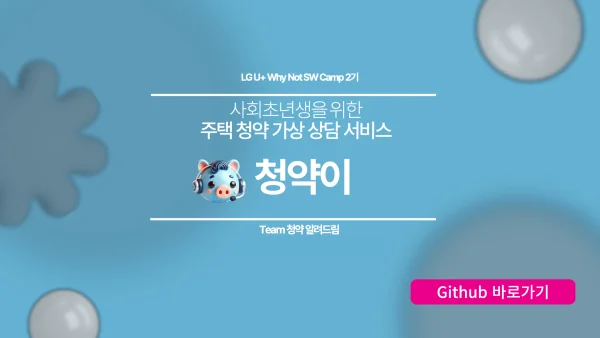 LG U+ Why Not SW Camp 2기
사회초년생을 위한
주택 청약 가상 상담 서비스
청약이
Team 청약 알려드림
Github 바로가기